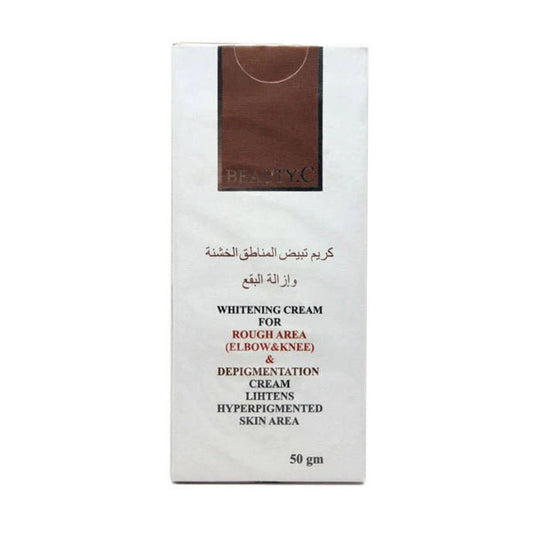 BEAUTY.C
كريم تبيض المناطق الخشنة
وإزالة البقع
WHITENING CREAM
FOR
ROUGH AREA
(ELBOW&KNEE)
&
DEPIGMENTATION
CREAM
LIHTENS
HYPERPIGMENTED
SKIN AREA
50 gm